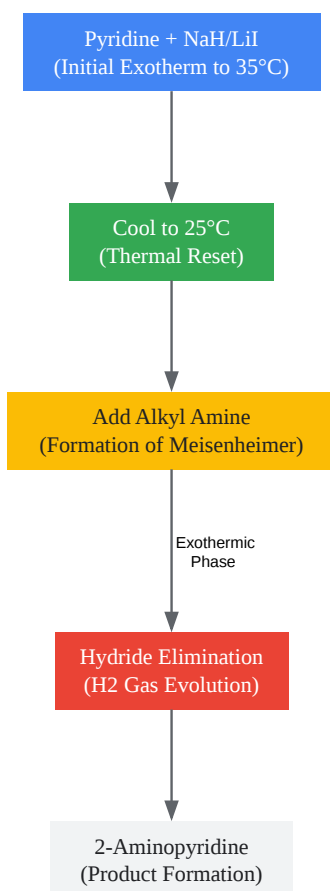 Pyridine + NaH/LiI
(Initial Exotherm to 35°C)
Cool to 25°C
(Thermal Reset)
Add Alkyl Amine
(Formation of Meisenheimer)
Exothermic
Phase
Hydride Elimination
(H2 Gas Evolution)
2-Aminopyridine
(Product Formation)